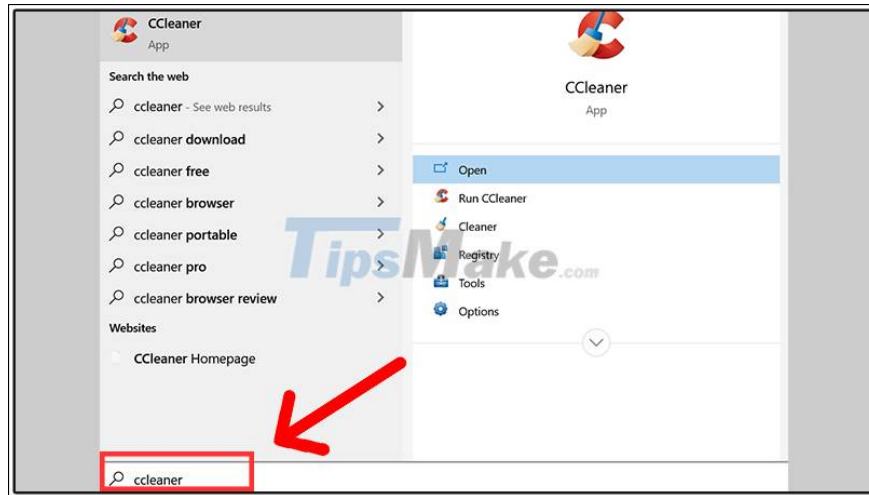 CCleaner
App
Search the web
ccleaner - See web results
ccleaner download
ccleaner free
ccleaner browser
ccleaner portable
ccleaner pro
ccleaner browser review
Websites
CCleaner Homepage
ccleaner
CCleaner
App
Open
Run CCleaner
Cleaner
Registry
Tools
Options
TipsMake.com